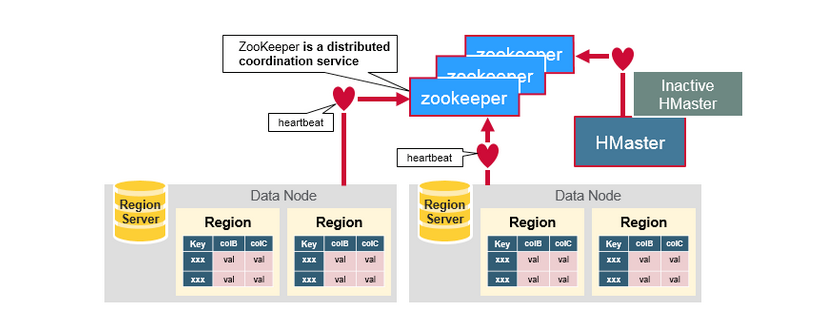 ZooKeeper is a distributed
coordination service
zookeeper
zookeeper
zookeeper
Inactive
HMaster
HMaster
heartbeat
heartbeat
Data Node
Region
Server
Region
Key colB colC
xxx val val
xxx val val
Region
Key colB colC
xxx val val
xxx val val
Data Node
Region
Server
Region
Key colB colC
xxx val val
xxx val val
Region
Key colB colC
xxx val val
xxx val val